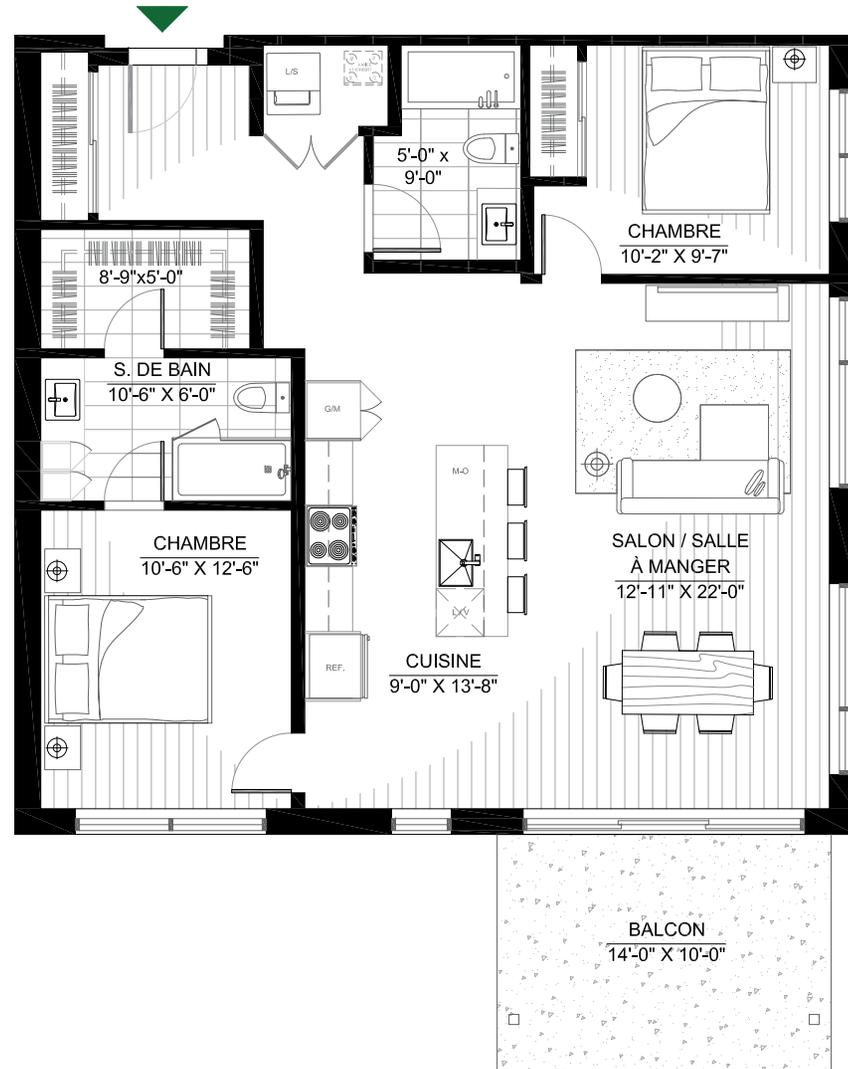 L/S
5'-0" x
9'-0"
CHAMBRE
10'-2" X 9'-7"
8'-9"x5'-0"
S. DE BAIN
10'-6" X 6'-0"
G/M
M-O
CHAMBRE
10'-6" X 12'-6"
SALON / SALLE
À MANGER
12'-11" X 22'-0"
L/V
REF.
CUISINE
9'-0" X 13'-8"
BALCON
14'-0" X 10'-0"